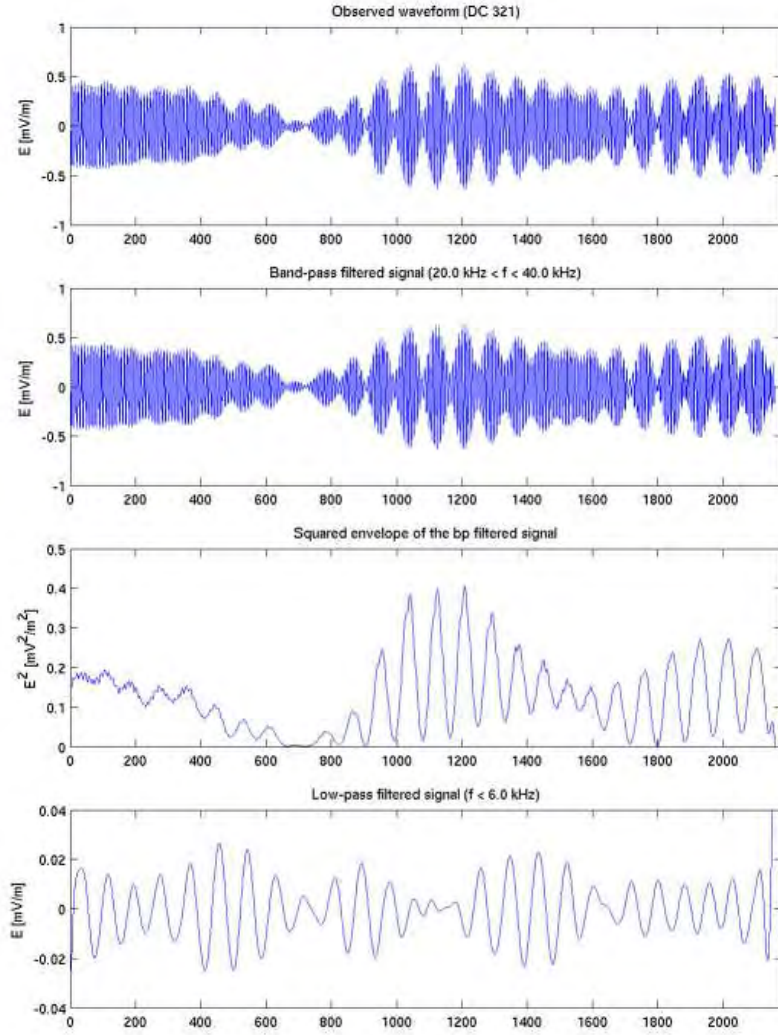 Observed waveform (DC 321)
1
0.5
0
-0.5
-1
E [mV/m]
0 200 400 600 800 1000 1200 1400 1600 1800 2000
Band-pass filtered signal (20.0 kHz < f < 40.0 kHz)
1
0.5
0
-0.5
-1
E [mV/m]
0 200 400 600 800 1000 1200 1400 1600 1800 2000
Squared envelope of the bp filtered signal
0.5
0.4
0.3
0.2
0.1
0
E² [mV²/m²]
0 200 400 600 800 1000 1200 1400 1600 1800 2000
Low-pass filtered signal (f < 6.0 kHz)
0.04
0.02
0
-0.02
-0.04
E [mV/m]
0 200 400 600 800 1000 1200 1400 1600 1800 2000